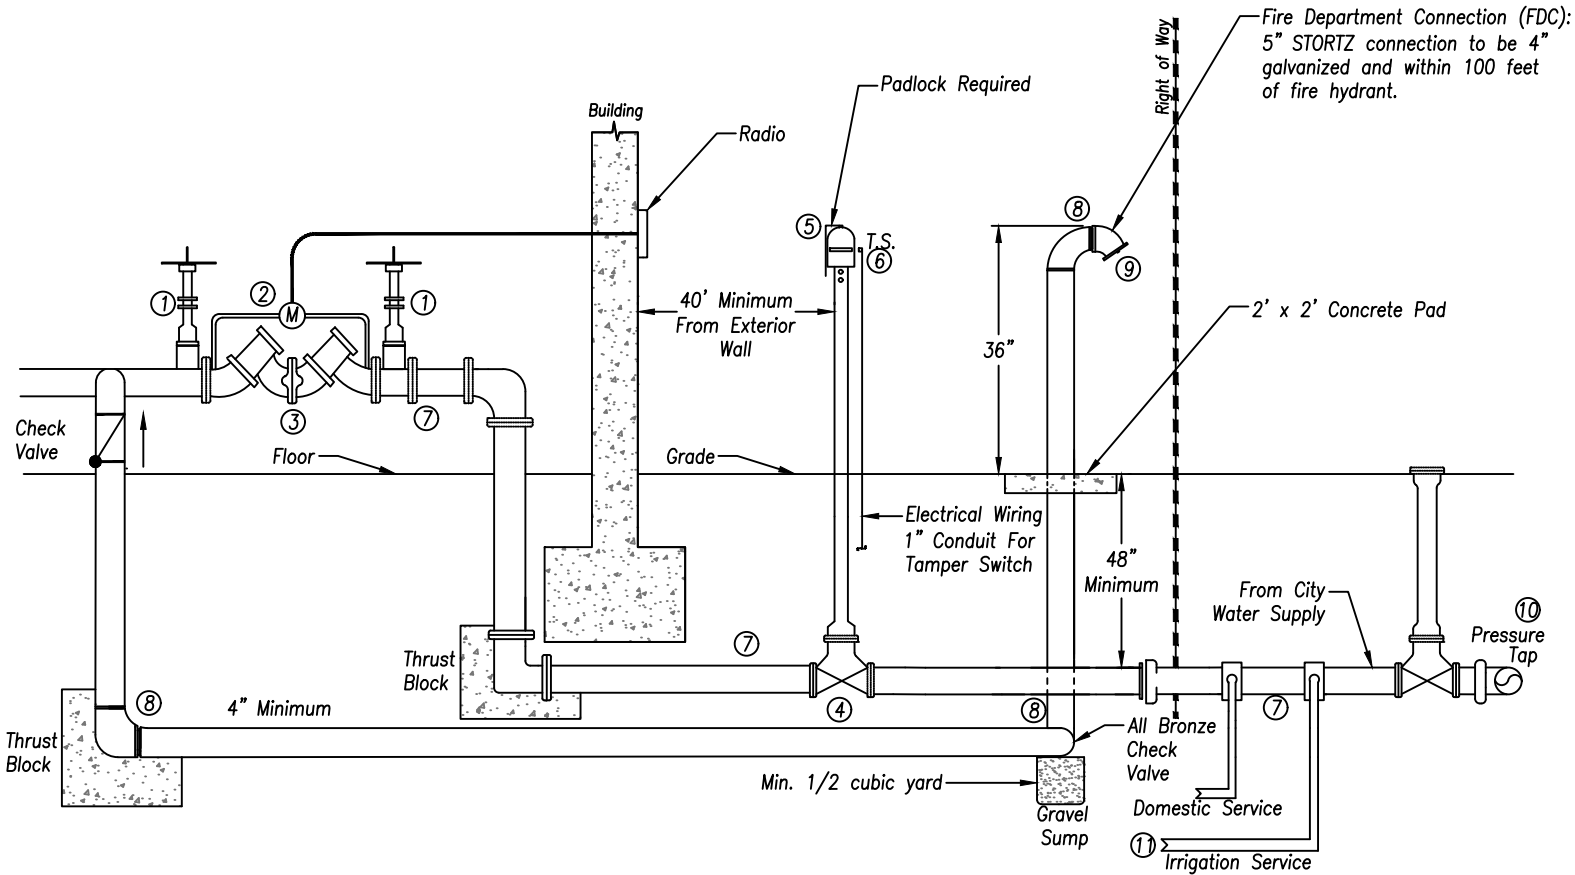 Fire Department Connection (FDC):
5" STORTZ connection to be 4"
galvanized and within 100 feet
of fire hydrant.
Right of Way
Padlock Required
Building
Radio
5
T.S.
6
8
9
1
2
M
1
40' Minimum
From Exterior
Wall
2' x 2' Concrete Pad
36"
3
7
Check
Valve
Floor
Grade
Electrical Wiring
1" Conduit For
Tamper Switch
48"
Minimum
From City
Water Supply
10
Pressure
Tap
Thrust
Block
7
8
4" Minimum
4
8
7
Thrust
Block
All Bronze
Check
Valve
Min. 1/2 cubic yard
Gravel
Sump
Domestic Service
11
Irrigation Service